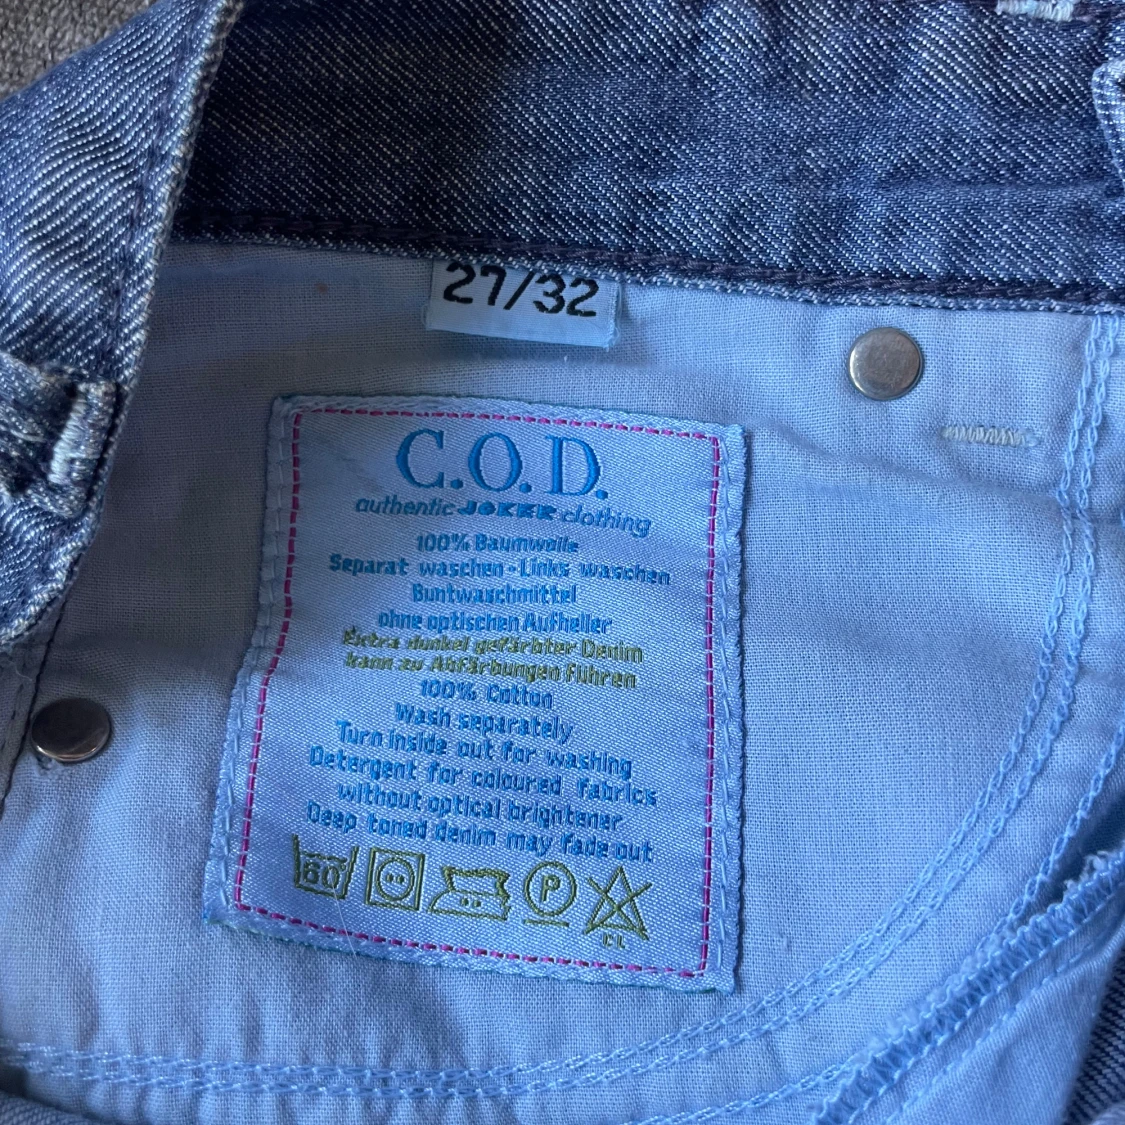 27/32
C.O.D.
authentic JOKER clothing
100% Baumwolle
Separat waschen · Links waschen
Buntwaschmittel
ohne optischen Aufheller
Extra dunkel gefärbter Denim
kann zu Abfärbungen führen
100% Cotton
Wash separately
Turn inside out for washing
Detergent for coloured fabrics
without optical brightener
Deep toned denim may fade out
60 P
CL